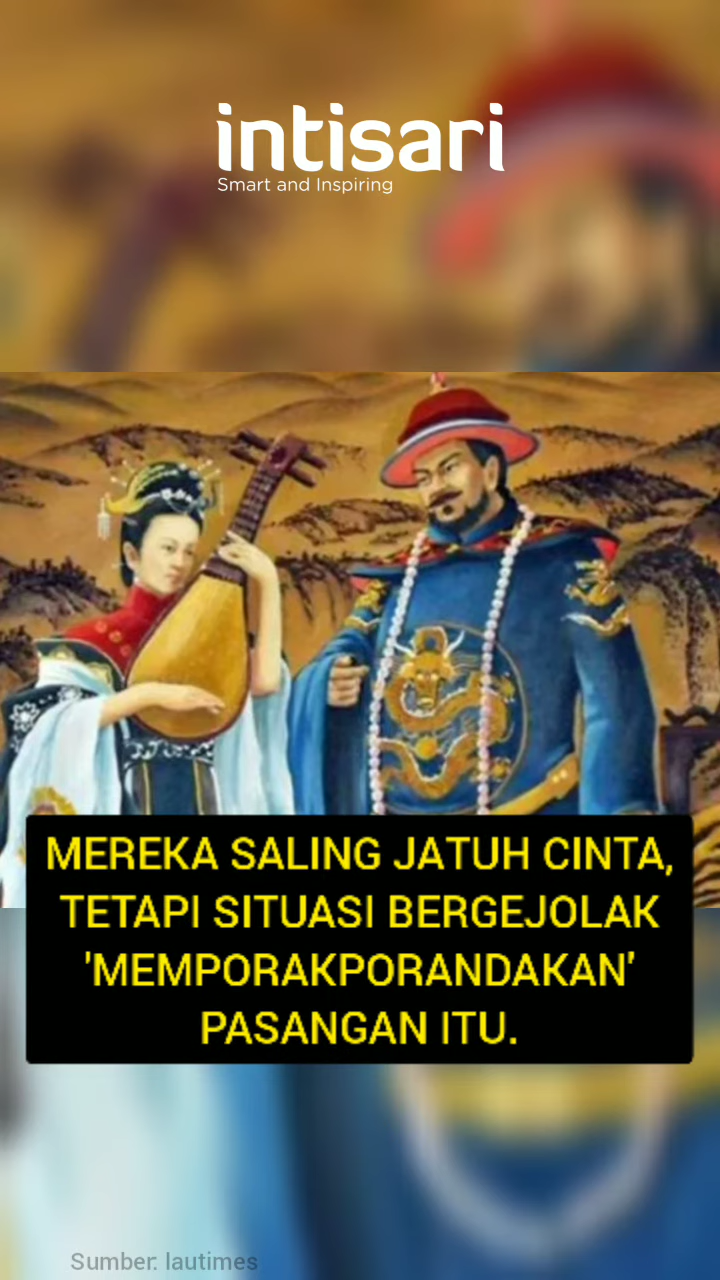 intisari
Smart and Inspiring
MEREKA SALING JATUH CINTA,
TETAPI SITUASI BERGEJOLAK
'MEMPORAKPORANDAKAN'
PASANGAN ITU.
Sumber: lautimes